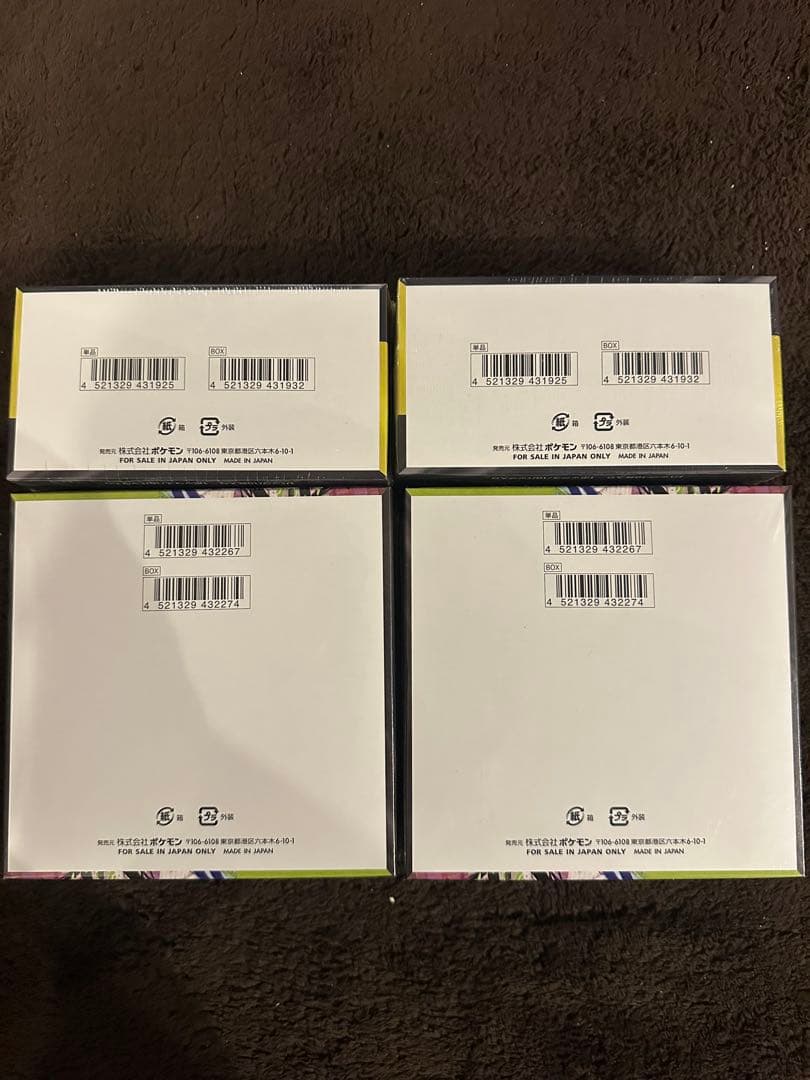 単品
BOX
4 521329 431925
4 521329 431932
紙 箱 プラ 外装
発売元 株式会社ポケモン 〒106-6108 東京都港区六本木6-10-1
FOR SALE IN JAPAN ONLY MADE IN JAPAN
単品
BOX
4 521329 431925
4 521329 431932
紙 箱 プラ 外装
発売元 株式会社ポケモン 〒106-6108 東京都港区六本木6-10-1
FOR SALE IN JAPAN ONLY MADE IN JAPAN
単品
4 521329 432267
BOX
4 521329 432274
紙 箱 プラ 外装
発売元 株式会社ポケモン 〒106-6108 東京都港区六本木6-10-1
FOR SALE IN JAPAN ONLY MADE IN JAPAN
単品
4 521329 432267
BOX
4 521329 432274
紙 箱 プラ 外装
発売元 株式会社ポケモン 〒106-6108 東京都港区六本木6-10-1
FOR SALE IN JAPAN ONLY MADE IN JAPAN